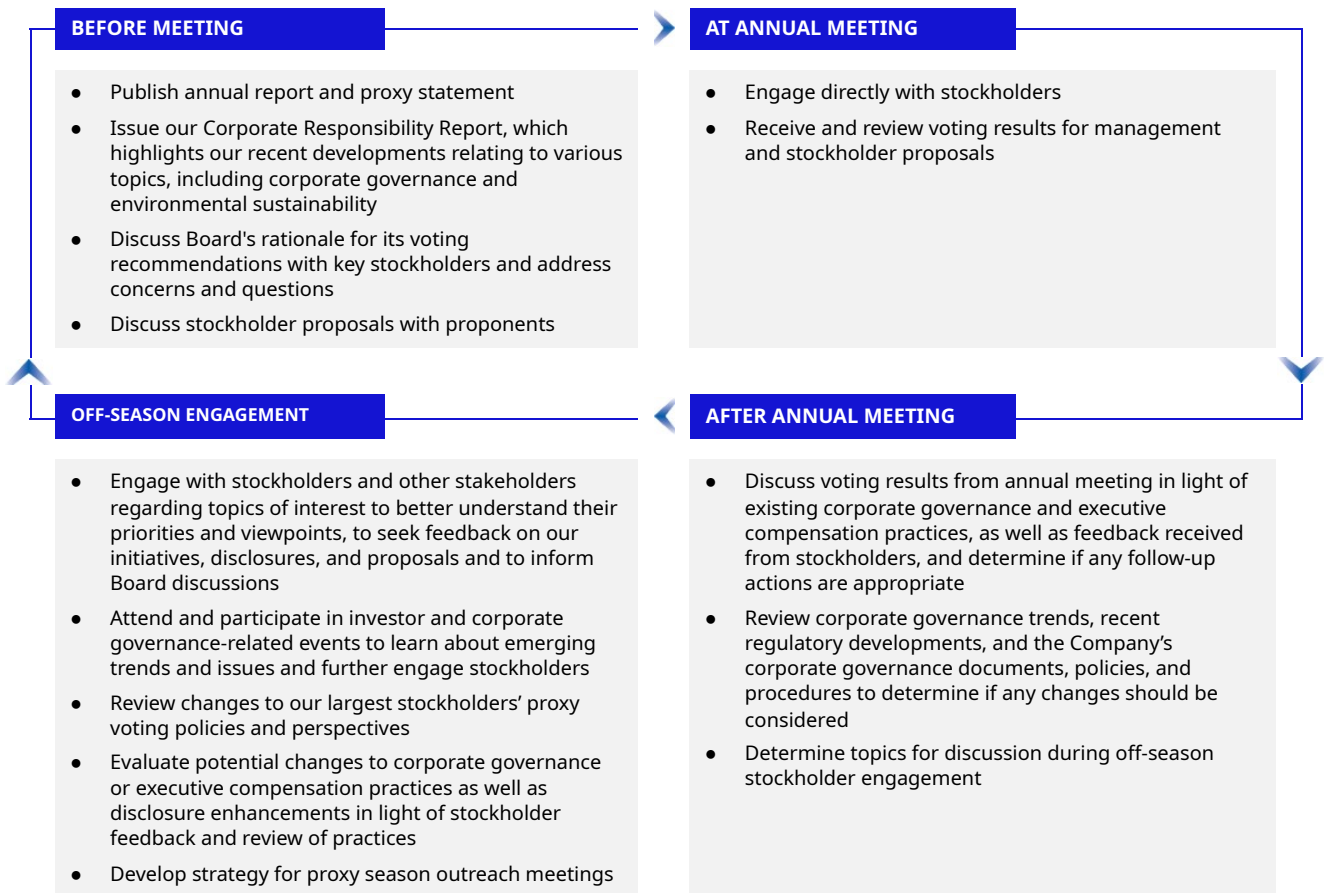 BEFORE MEETING
● Publish annual report and proxy statement
● Issue our Corporate Responsibility Report, which
highlights our recent developments relating to various
topics, including corporate governance and
environmental sustainability
● Discuss Board's rationale for its voting
recommendations with key stockholders and address
concerns and questions
● Discuss stockholder proposals with proponents
AT ANNUAL MEETING
● Engage directly with stockholders
● Receive and review voting results for management
and stockholder proposals
AFTER ANNUAL MEETING
● Discuss voting results from annual meeting in light of
existing corporate governance and executive
compensation practices, as well as feedback received
from stockholders, and determine if any follow-up
actions are appropriate
● Review corporate governance trends, recent
regulatory developments, and the Company’s
corporate governance documents, policies, and
procedures to determine if any changes should be
considered
● Determine topics for discussion during off-season
stockholder engagement
OFF-SEASON ENGAGEMENT
● Engage with stockholders and other stakeholders
regarding topics of interest to better understand their
priorities and viewpoints, to seek feedback on our
initiatives, disclosures, and proposals and to inform
Board discussions
● Attend and participate in investor and corporate
governance-related events to learn about emerging
trends and issues and further engage stockholders
● Review changes to our largest stockholders’ proxy
voting policies and perspectives
● Evaluate potential changes to corporate governance
or executive compensation practices as well as
disclosure enhancements in light of stockholder
feedback and review of practices
● Develop strategy for proxy season outreach meetings